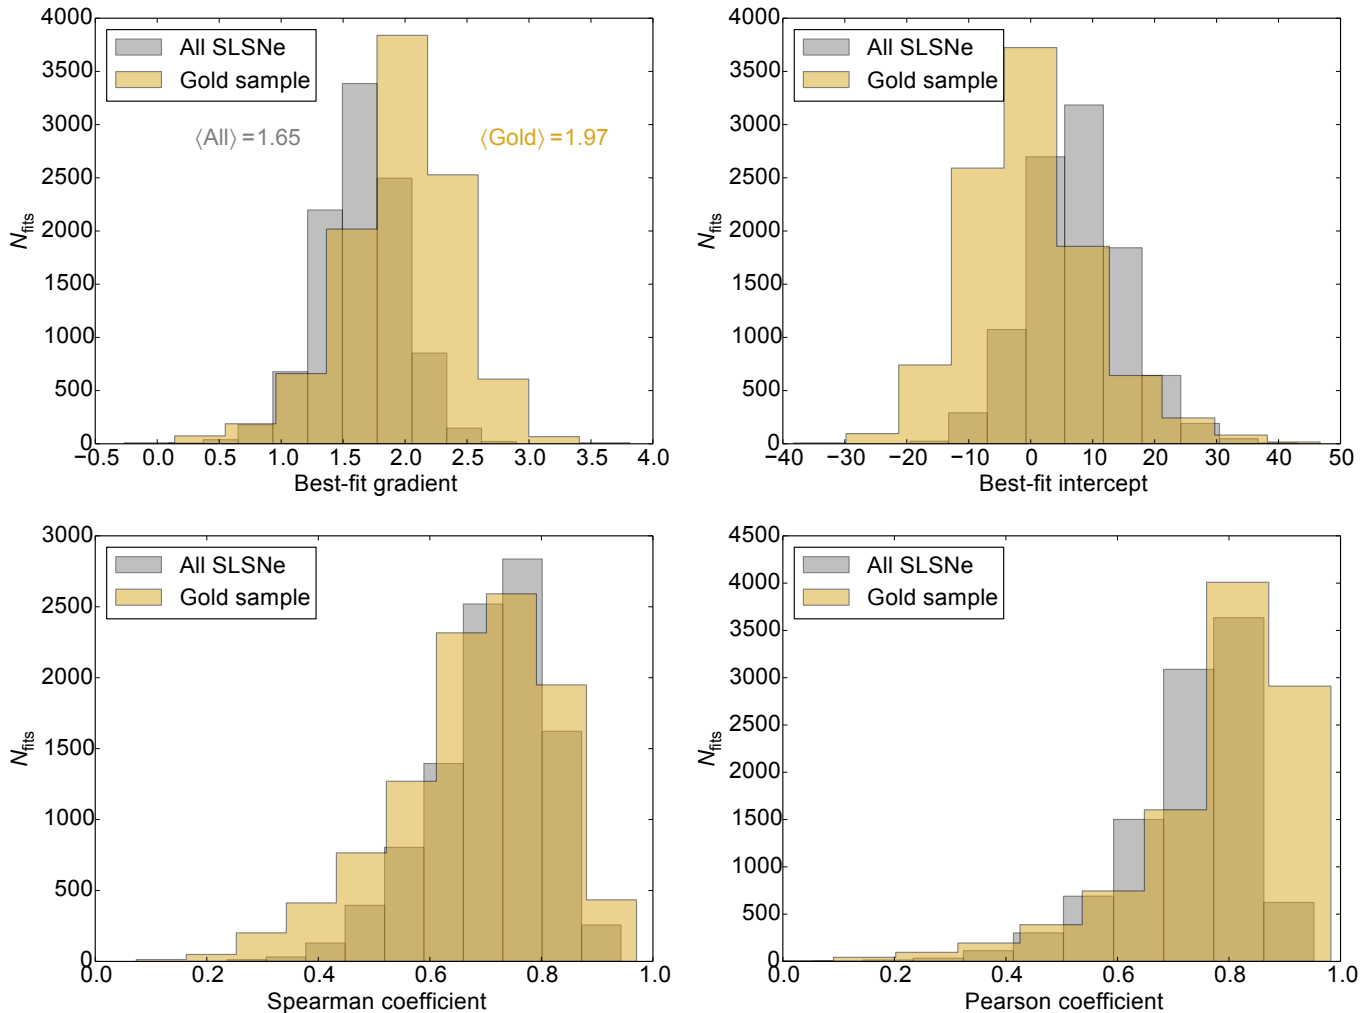 4000
3500
3000
2500
2000
1500
1000
500
0
N_fits
All SLSNe
Gold sample
⟨All⟩=1.65
⟨Gold⟩=1.97
−0.5 0.0 0.5 1.0 1.5 2.0 2.5 3.0 3.5 4.0
Best-fit gradient
4000
3500
3000
2500
2000
1500
1000
500
0
N_fits
All SLSNe
Gold sample
−40 −30 −20 −10 0 10 20 30 40 50
Best-fit intercept
3000
2500
2000
1500
1000
500
0
N_fits
All SLSNe
Gold sample
0.0 0.2 0.4 0.6 0.8 1.0
Spearman coefficient
4500
4000
3500
3000
2500
2000
1500
1000
500
0
N_fits
All SLSNe
Gold sample
0.0 0.2 0.4 0.6 0.8 1.0
Pearson coefficient